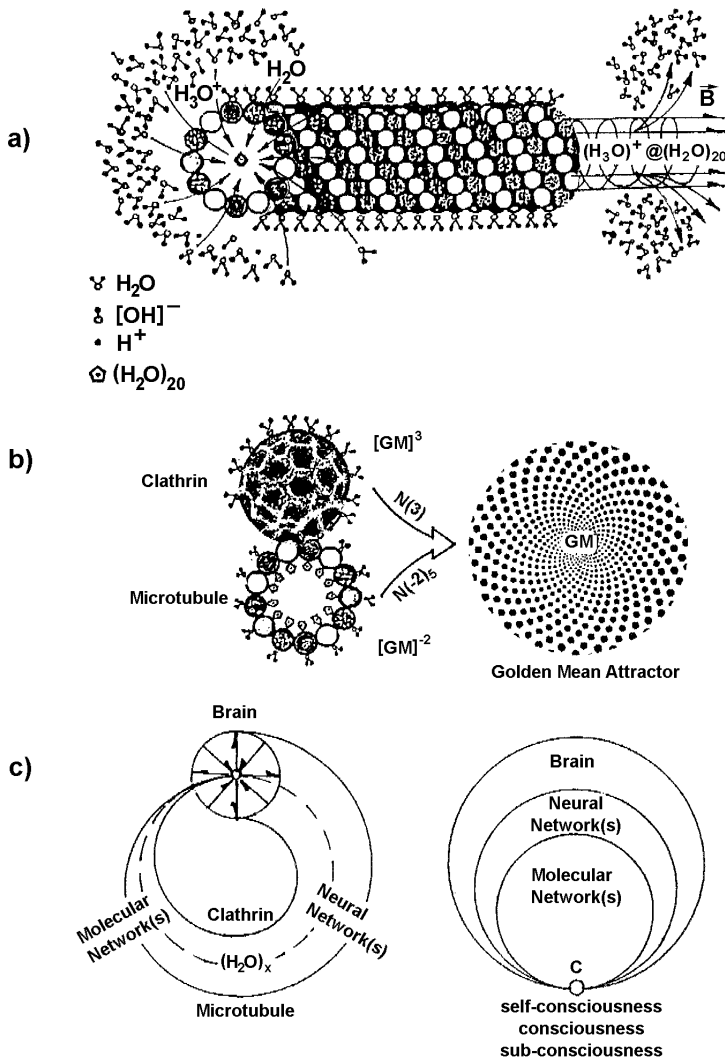 a)
H₂O
H₃O⁺
B⃗
(H₃O)⁺ @(H₂O)₂₀
H₂O
[OH]⁻
H⁺
(H₂O)₂₀
b)
[GM]³
Clathrin
N(3)
GM
Microtubule
N(-2)₅
[GM]⁻²
Golden Mean Attractor
c)
Brain
Molecular
Network(s)
Clathrin
Neural
Network(s)
(H₂O)ₓ
Microtubule
Brain
Neural
Network(s)
Molecular
Network(s)
C
self-consciousness
consciousness
sub-consciousness